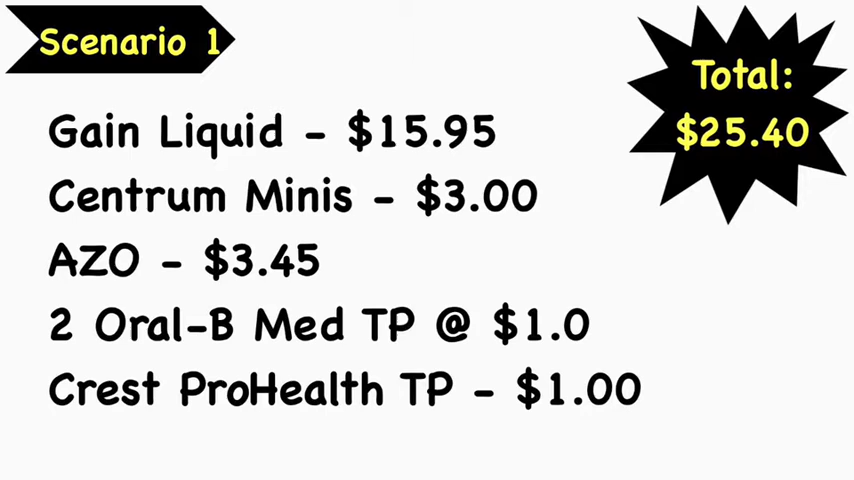 Scenario 1
Total:
$25.40
Gain Liquid - $15.95
Centrum Minis - $3.00
AZO - $3.45
2 Oral-B Med TP @ $1.0
Crest ProHealth TP - $1.00